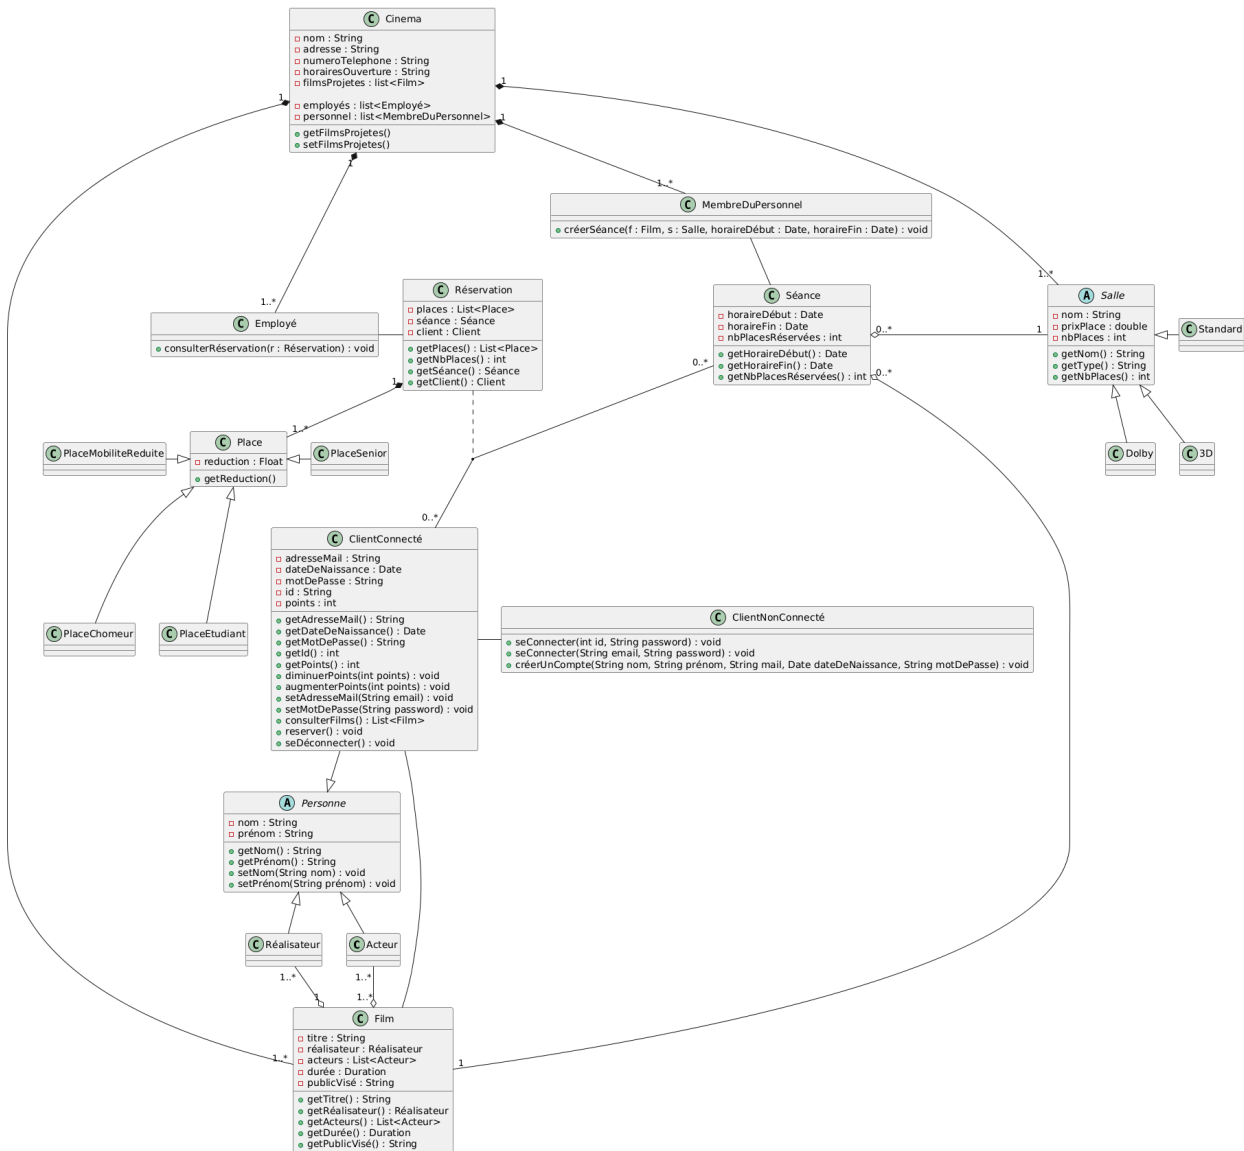 Cinema
nom : String
adresse : String
numeroTelephone : String
horairesOuverture : String
filmsProjetes : list<Film>
employés : list<Employé>
personnel : list<MembreDuPersonnel>
getFilmsProjetes()
setFilmsProjetes()
1
1
1
1
1..*
MembreDuPersonnel
créerSéance(f : Film, s : Salle, horaireDébut : Date, horaireFin : Date) : void
1..*
1..*
Employé
consulterRéservation(r : Réservation) : void
Réservation
places : List<Place>
séance : Séance
client : Client
getPlaces() : List<Place>
getNbPlaces() : int
getSéance() : Séance
getClient() : Client
Séance
horaireDébut : Date
horaireFin : Date
nbPlacesRéservées : int
getHoraireDébut() : Date
getHoraireFin() : Date
getNbPlacesRéservées() : int
0..*
1
0..*
0..*
Salle
nom : String
prixPlace : double
nbPlaces : int
getNom() : String
getType() : String
getNbPlaces() : int
Standard
Dolby
3D
1
1..*
PlaceMobiliteReduite
Place
reduction : Float
getReduction()
PlaceSenior
0..*
PlaceChomeur
PlaceEtudiant
ClientConnecté
adresseMail : String
dateDeNaissance : Date
motDePasse : String
id : String
points : int
getAdresseMail() : String
getDateDeNaissance() : Date
getMotDePasse() : String
getId() : int
getPoints() : int
diminuerPoints(int points) : void
augmenterPoints(int points) : void
setAdresseMail(String email) : void
setMotDePasse(String password) : void
consulterFilms() : List<Film>
reserver() : void
seDéconnecter() : void
ClientNonConnecté
seConnecter(int id, String password) : void
seConnecter(String email, String password) : void
créerUnCompte(String nom, String prénom, String mail, Date dateDeNaissance, String motDePasse) : void
Personne
nom : String
prénom : String
getNom() : String
getPrénom() : String
setNom(String nom) : void
setPrénom(String prénom) : void
Réalisateur
Acteur
1..*
1..*
1
1..*
1..*
1
Film
titre : String
réalisateur : Réalisateur
acteurs : List<Acteur>
durée : Duration
publicVisé : String
getTitre() : String
getRéalisateur() : Réalisateur
getActeurs() : List<Acteur>
getDurée() : Duration
getPublicVisé() : String